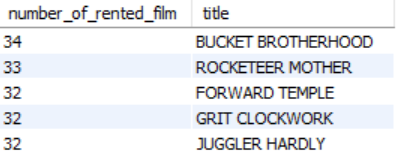 number_of_rented_film title
34 BUCKET BROTHERHOOD
33 ROCKETEER MOTHER
32 FORWARD TEMPLE
32 GRIT CLOCKWORK
32 JUGGLER HARDLY